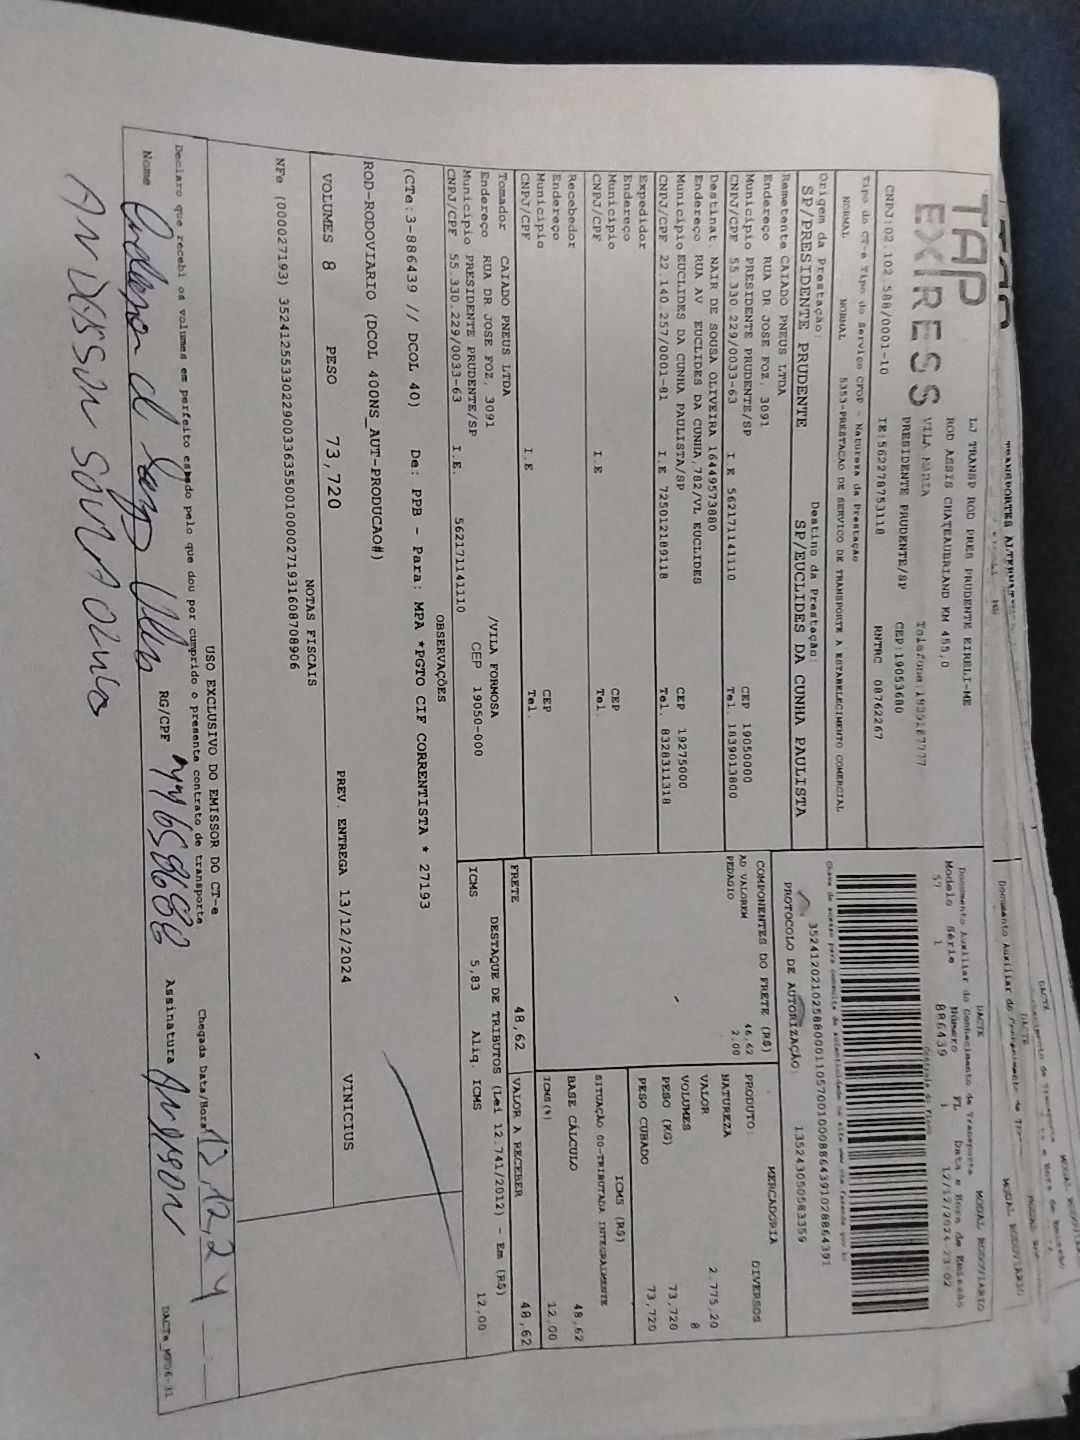 TAP
EXPRESS
LJ TRANSP ROD PRES PRUDENTE EIRELI-ME
ROD ASSIS CHATEAUBRIAND KM 455,0
VILA MARIA
PRESIDENTE PRUDENTE/SP CEP:19053680
CNPJ:02.102.588/0001-10 IE:562278753118 RNTRC 08762267
DACTE MODAL RODOVIARIO
Documento Auxiliar do Conhecimento de Transporte
Modelo Série Número FL Data e Hora de Emissão
57 1 886439 1 12/12/2024-23:02
Controle do Fisco
Tipo do CT-e Tipo do Serviço CFOP - Natureza da Prestação
NORMAL NORMAL 5353-PRESTACAO DE SERVICO DE TRANSPORTE A ESTABELECIMENTO COMERCIAL
Origem da Prestação: Destino da Prestação:
SP/PRESIDENTE PRUDENTE SP/EUCLIDES DA CUNHA PAULISTA
35241202102588000110570010008864391028864391
PROTOCOLO DE AUTORIZAÇÃO: 135243050583359
Remetente CAIADO PNEUS LTDA
Endereço RUA DR JOSE FOZ, 3091
Municipio PRESIDENTE PRUDENTE/SP CEP 19050000
CNPJ/CPF 55.330.229/0033-63 I.E 562171141110 Tel. 1839013800
Destinat NAIR DE SOUSA OLIVEIRA 16449573880
Endereço RUA AV EUCLIDES DA CUNHA,782/VL EUCLIDES
Municipio EUCLIDES DA CUNHA PAULISTA/SP CEP 19275000
CNPJ/CPF 22.140.257/0001-81 I.E 725012189118 Tel. 8328311318
Expedidor
Endereço
Municipio CEP
CNPJ/CPF I.E Tel.
Recebedor
Endereço
Municipio CEP
CNPJ/CPF I.E Tel.
Tomador CAIADO PNEUS LTDA
Endereço RUA DR JOSE FOZ, 3091 /VILA FORMOSA
Municipio PRESIDENTE PRUDENTE/SP CEP 19050-000
CNPJ/CPF 55.330.229/0033-63 I.E. 562171141110
COMPONENTES DO FRETE (R$)
AD VALOREM 46,62
PEDAGIO 2,00
FRETE 48,62
MERCADORIA
PRODUTO:
NATUREZA DIVERSOS
VALOR 2.775,20
VOLUMES 8
PESO (KG) 73,720
PESO CUBADO 73,720
ICMS (R$)
SITUAÇÃO 00-TRIBUTADA INTEGRALMENTE
BASE CÁLCULO 48,62
ICMS(%) 12,00
VALOR A RECEBER 48,62
DESTAQUE DE TRIBUTOS (Lei 12.741/2012) - Em (R$)
ICMS 5,83 Aliq. ICMS 12,00
OBSERVAÇÕES
(CTe:3-886439 // DCOL 40) De: PPB - Para: MPA *PGTO CIF CORRENTISTA * 27193
ROD-RODOVIARIO (DCOL 400NS_AUT-PRODUCAO#1)
VOLUMES 8 PESO 73,720 PREV. ENTREGA 13/12/2024 VINICIUS
NOTAS FISCAIS
NFe (000027193) 35241255330229003363550010000271931608708906
USO EXCLUSIVO DO EMISSOR DO CT-e
Declaro que recebi os volumes em perfeito estado pelo que dou por cumprido o presente contrato de transporte.
Chegada Data/Hora 13,12,24
Nome RG/CPF Assinatura